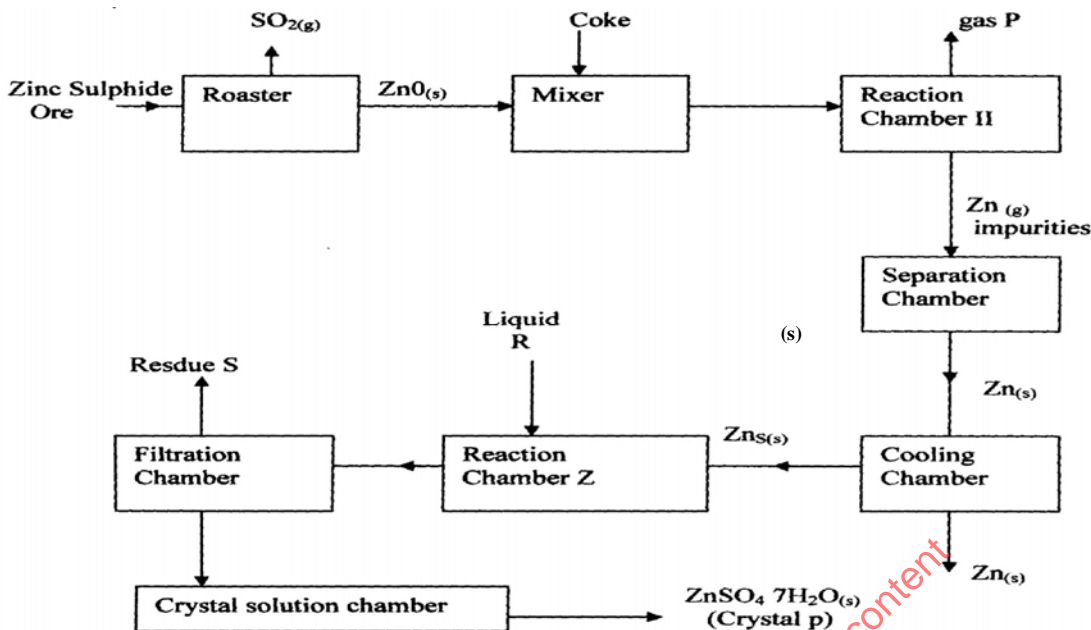 SO2(g)
Coke
gas P
Zinc Sulphide
Ore
Roaster
Zn0(s)
Mixer
Reaction
Chamber II
Zn (g)
impurities
Separation
Chamber
Liquid
R
(s)
Resdue S
Zn(s)
Filtration
Chamber
Reaction
Chamber Z
ZnS(s)
Cooling
Chamber
Zn(s)
Crystal solution chamber
ZnSO4 7H2O(s)
(Crystal p)
content